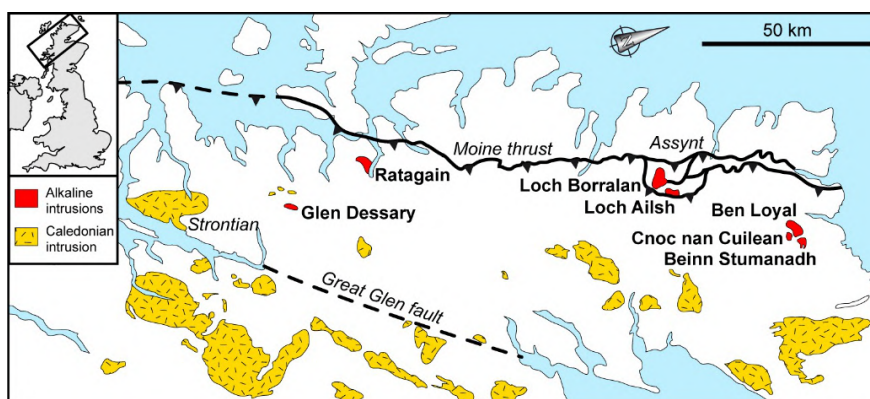 50 km
Moine thrust
Assynt
Ratagain
Loch Borralan
Loch Ailsh
Alkaline
intrusions
Glen Dessary
Ben Loyal
Strontian
Caledonian
intrusion
Cnoc nan Cuilean
Beinn Stumanadh
Great Glen fault